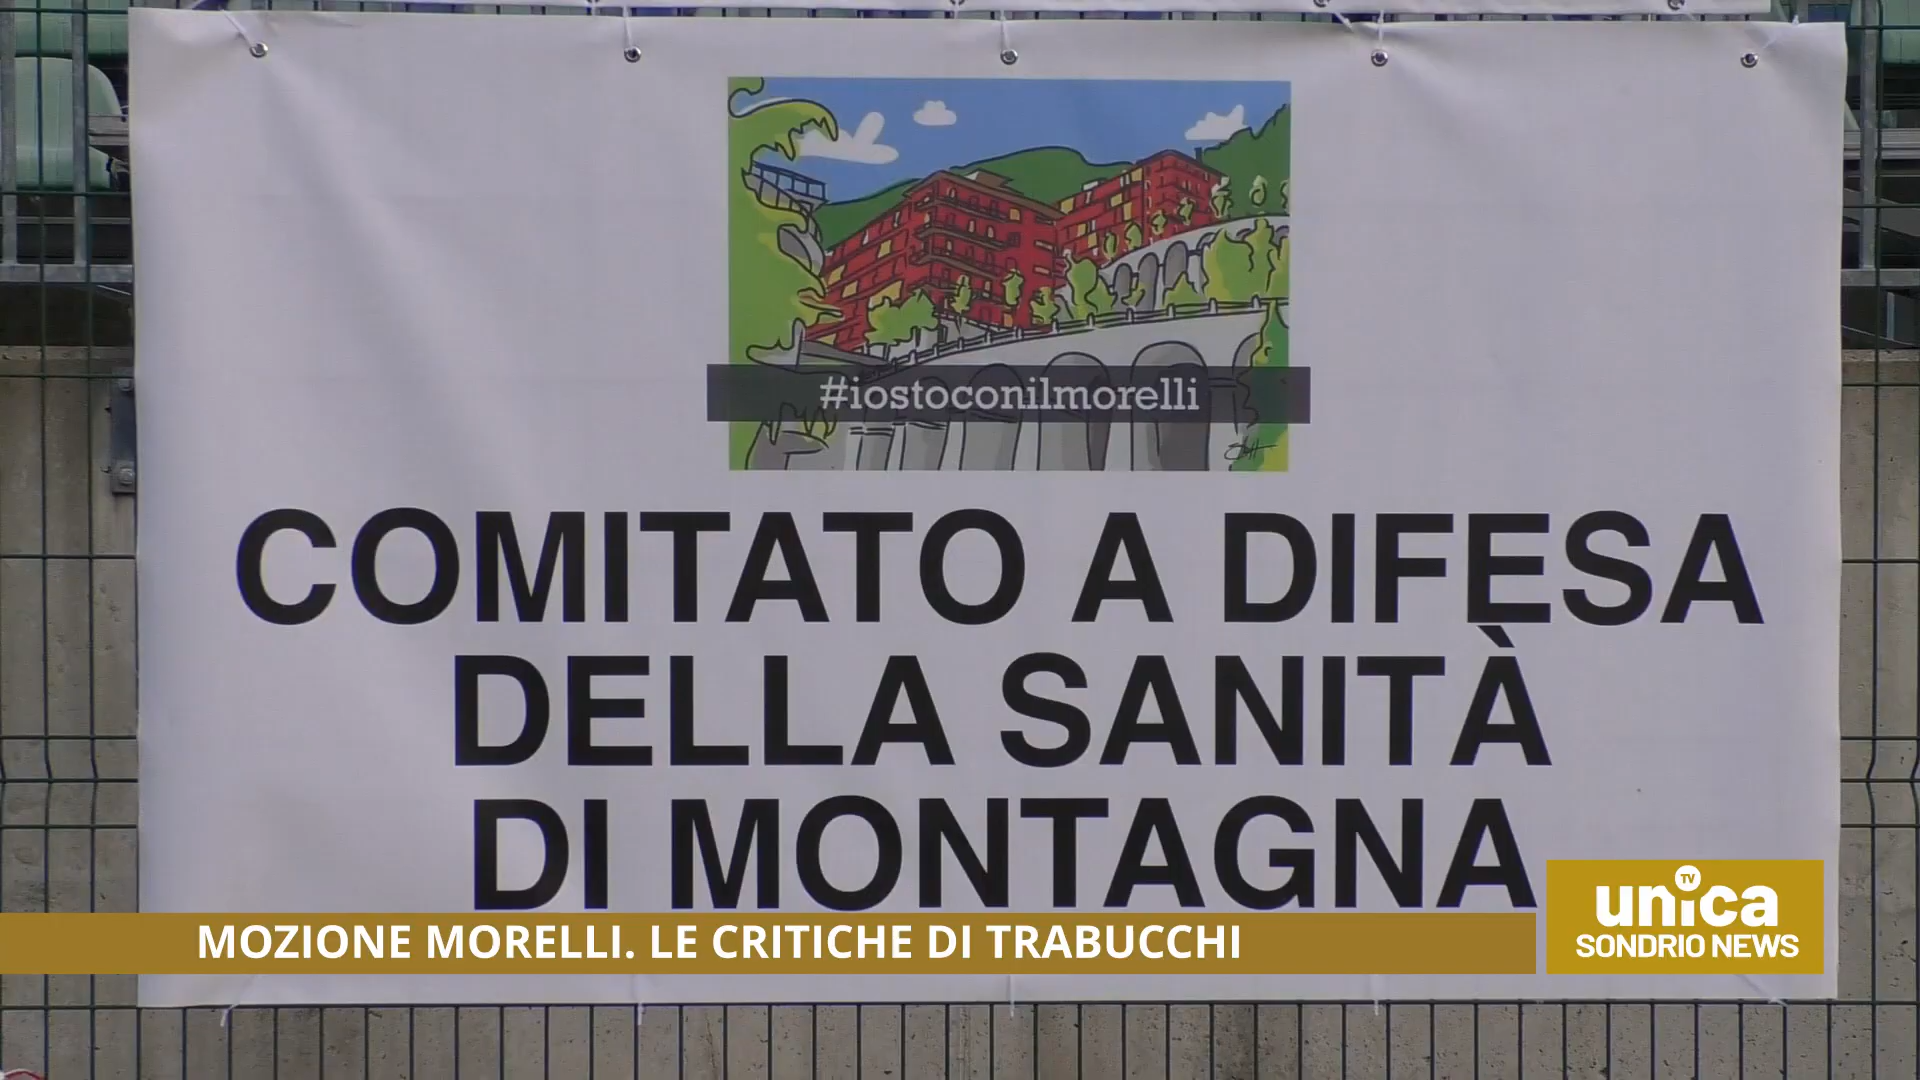 #iostoconilmorelli
COMITATO A DIFESA
DELLA SANITÀ
DI MONTAGNA
MOZIONE MORELLI. LE CRITICHE DI TRABUCCHI
unica TV
SONDRIO NEWS